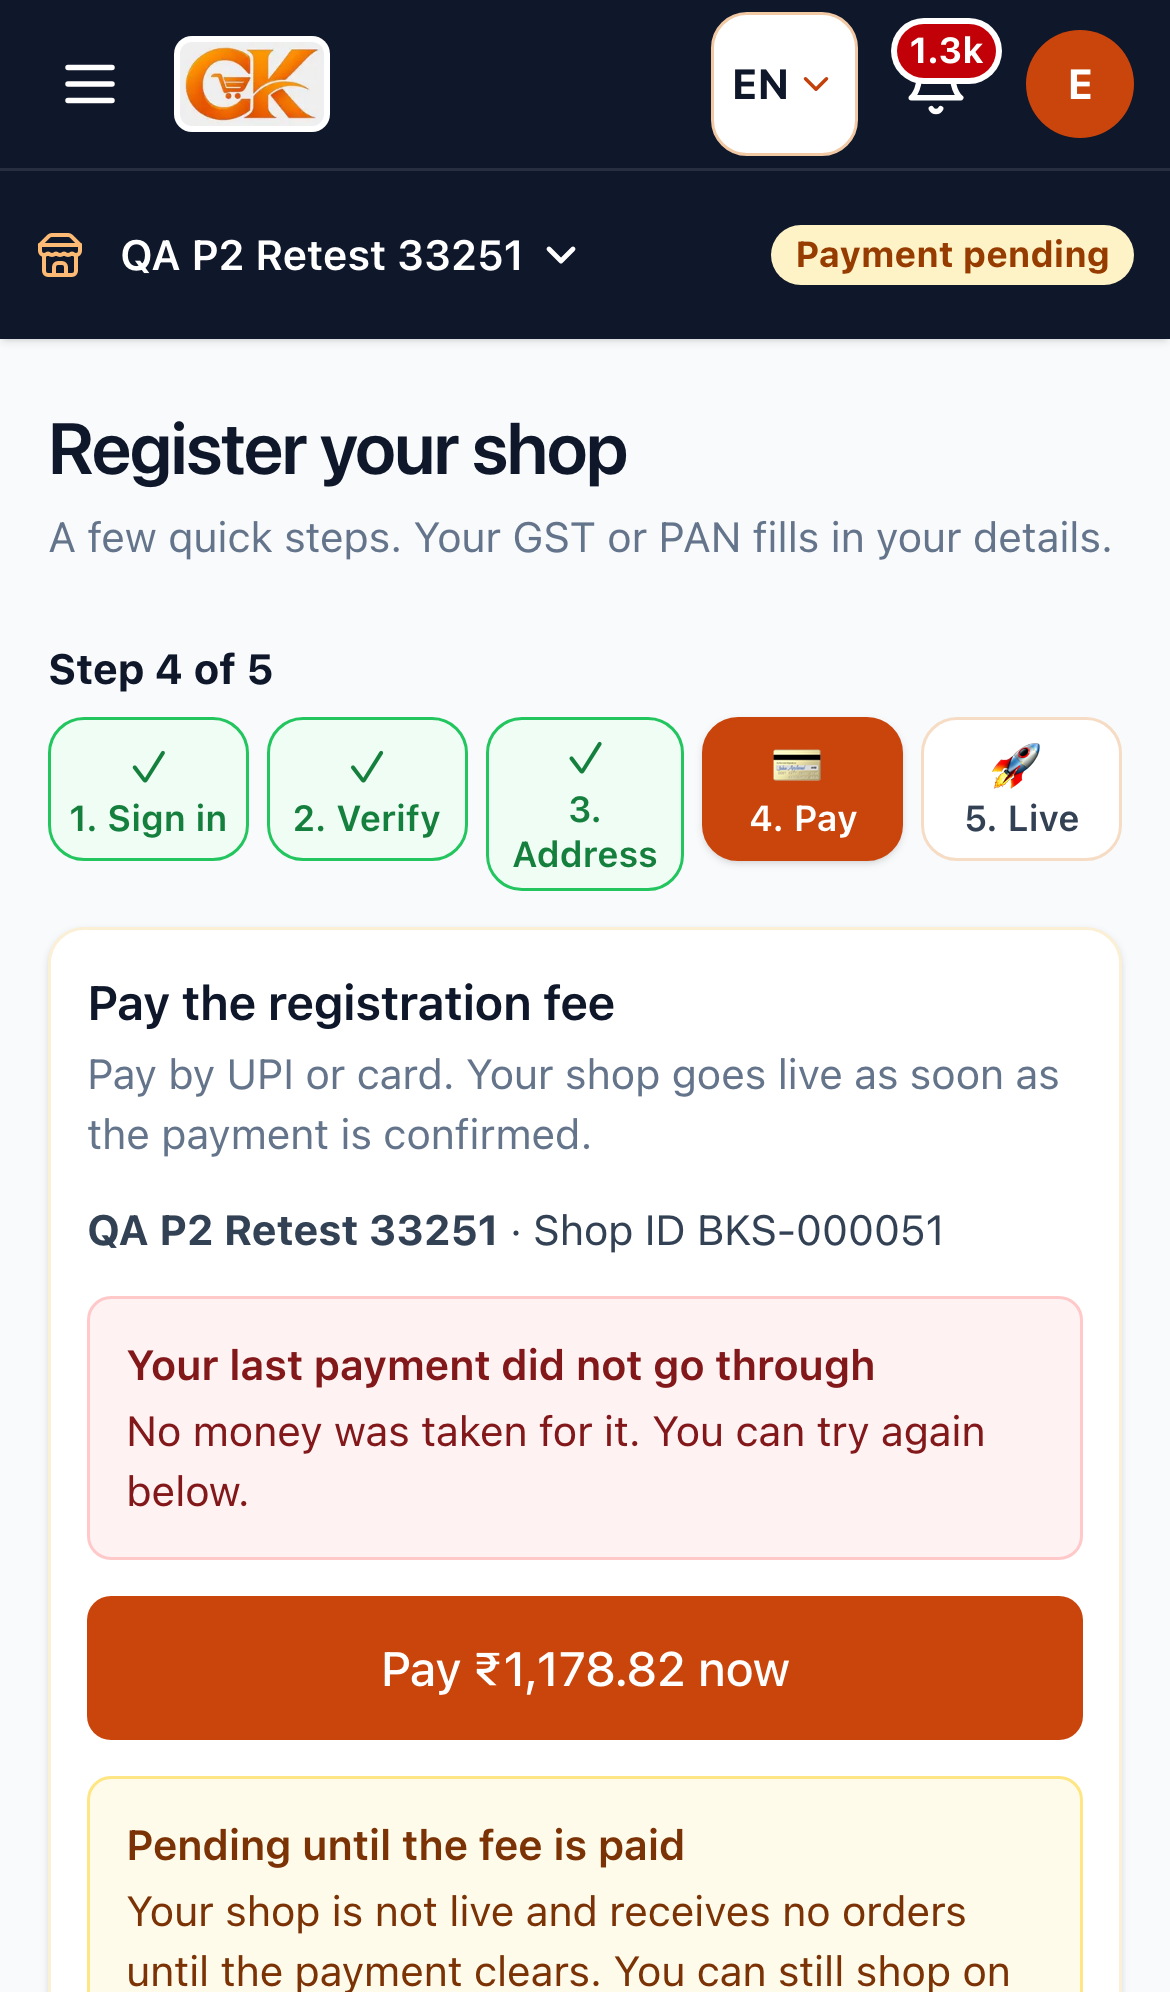 GK
EN
1.3k
E
QA P2 Retest 33251
Payment pending
Register your shop
A few quick steps. Your GST or PAN fills in your details.
Step 4 of 5
1. Sign in
2. Verify
3.
Address
4. Pay
5. Live
Pay the registration fee
Pay by UPI or card. Your shop goes live as soon as
the payment is confirmed.
QA P2 Retest 33251 · Shop ID BKS-000051
Your last payment did not go through
No money was taken for it. You can try again
below.
Pay ₹1,178.82 now
Pending until the fee is paid
Your shop is not live and receives no orders
until the payment clears. You can still shop on